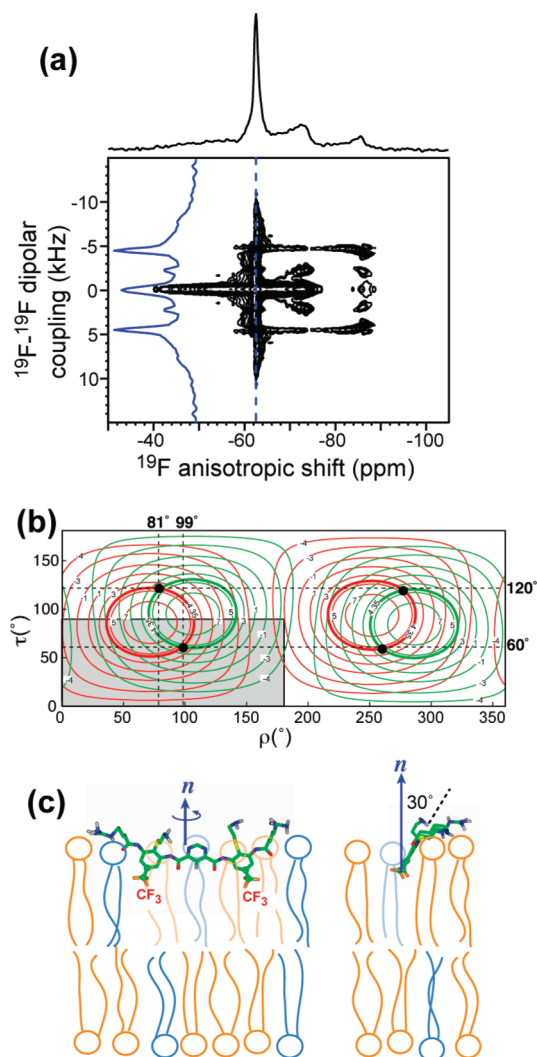 (a)
-10
-5
0
5
10
19F-19F dipolar
coupling (kHz)
-40 -60 -80 -100
19F anisotropic shift (ppm)
(b)
81° 99°
150
100
50
0
τ(°)
120°
60°
0 50 100 150 200 250 300 350
ρ(°)
(c)
n
CF3 CF3
n
30°